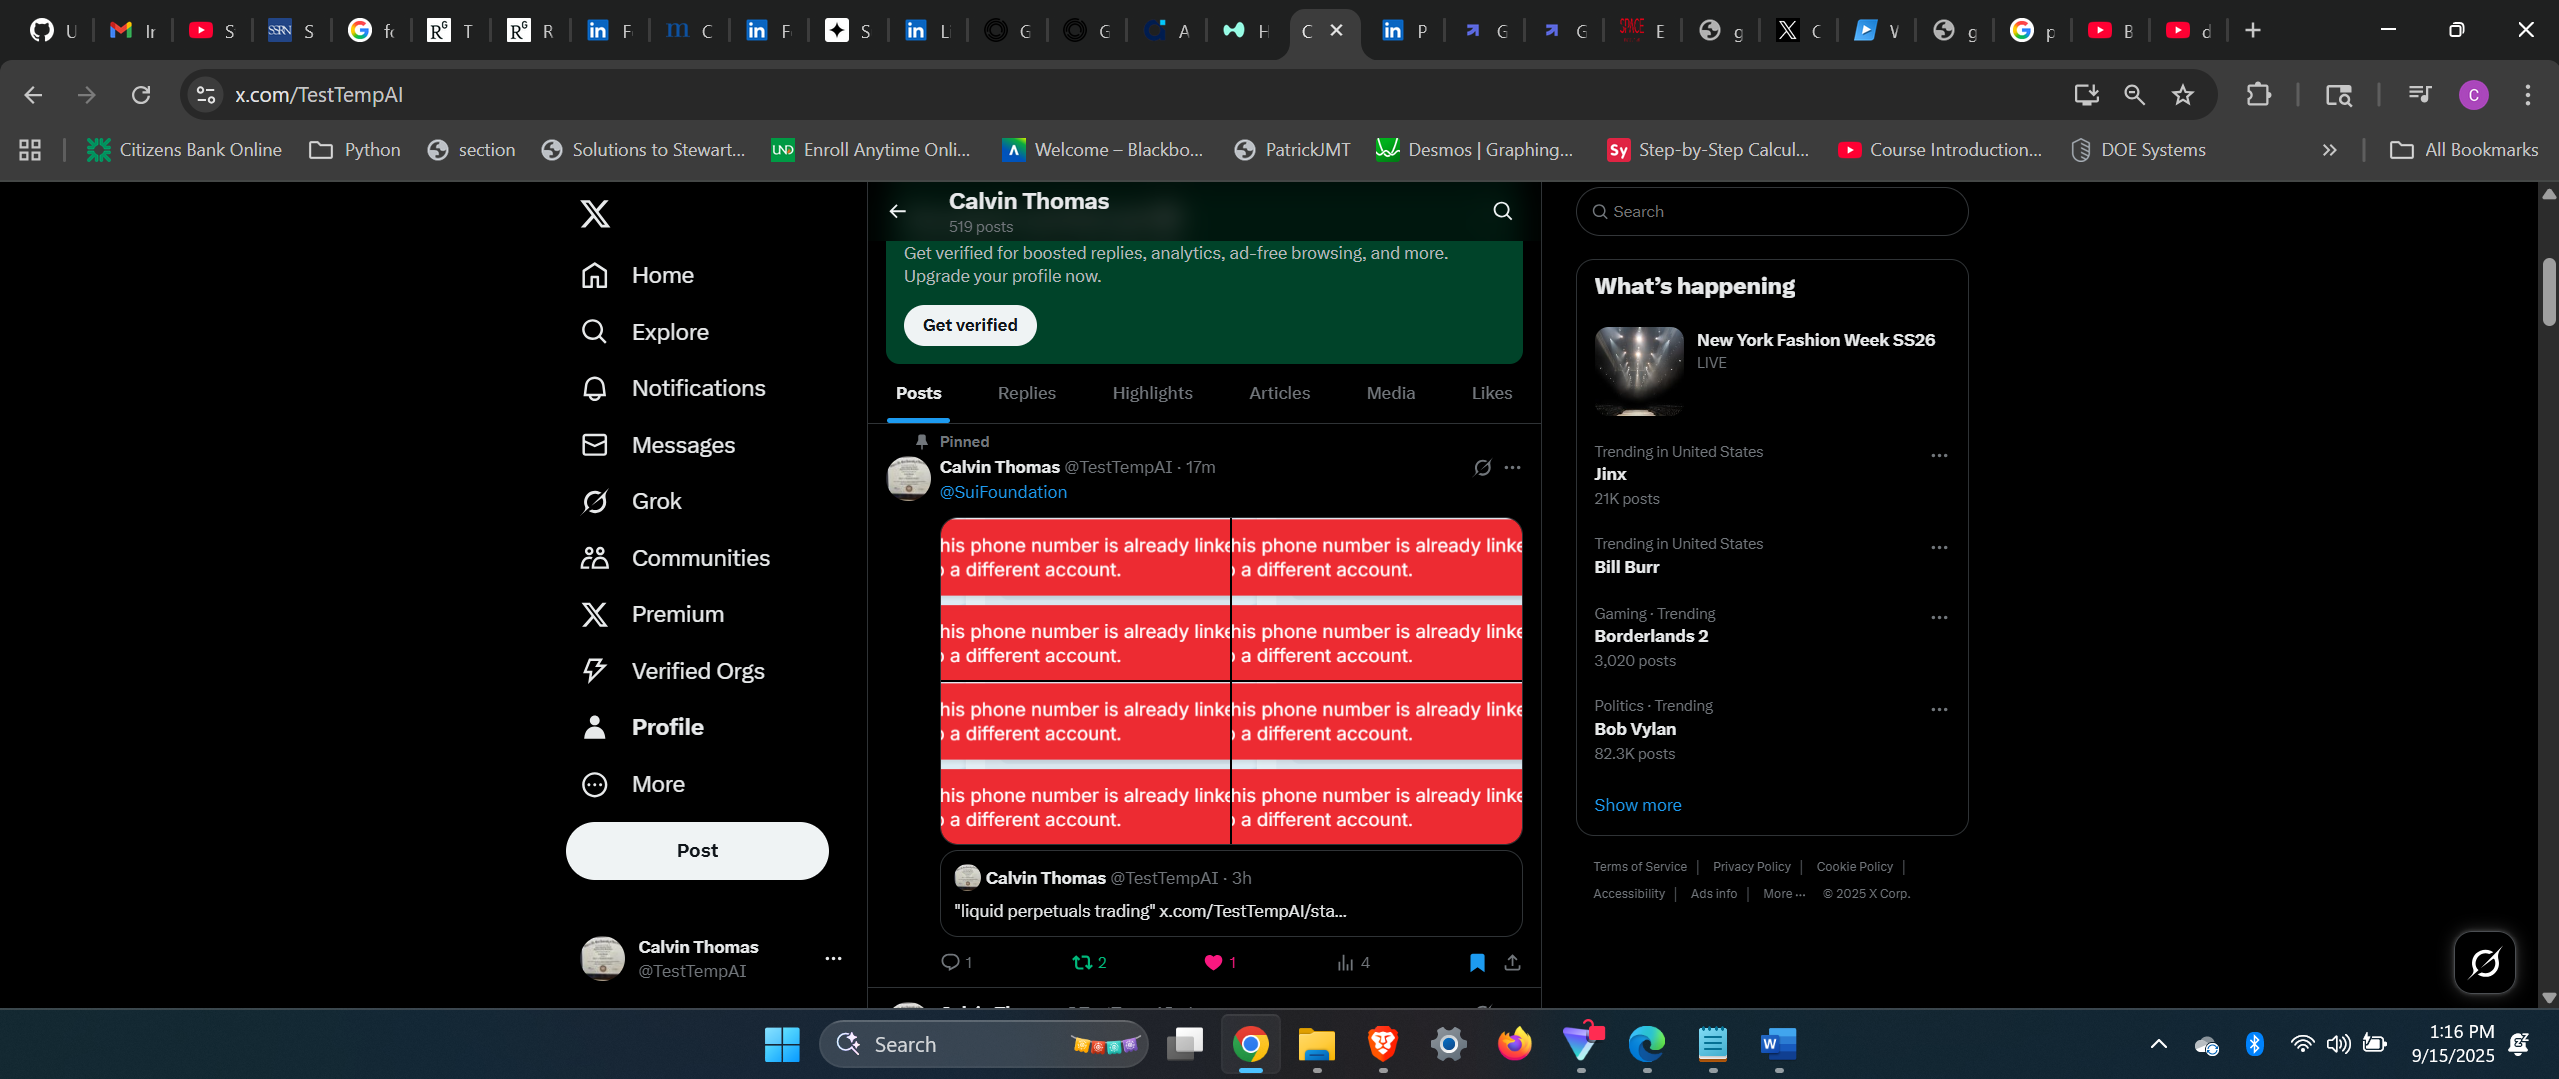 U
Ir
S
S
fc
T
R
F
C
F
S
L
G
G
A
H
C
P
G
G
E
g
C
V
g
p
B
d
x.com/TestTempAI
C
Citizens Bank Online
Python
section
Solutions to Stewart...
Enroll Anytime Onli...
Welcome – Blackbo...
PatrickJMT
Desmos | Graphing...
Step-by-Step Calcul...
Course Introduction...
DOE Systems
All Bookmarks
Home
Explore
Notifications
Messages
Grok
Communities
Premium
Verified Orgs
Profile
More
Post
Calvin Thomas
@TestTempAI
Calvin Thomas
519 posts
Get verified for boosted replies, analytics, ad-free browsing, and more.
Upgrade your profile now.
Get verified
Posts Replies Highlights Articles Media Likes
Pinned
Calvin Thomas @TestTempAI · 17m
@SuiFoundation
his phone number is already linke
o a different account.
his phone number is already linke
o a different account.
his phone number is already linke
o a different account.
his phone number is already linke
o a different account.
his phone number is already linke
o a different account.
his phone number is already linke
o a different account.
his phone number is already linke
o a different account.
his phone number is already linke
o a different account.
Calvin Thomas @TestTempAI · 3h
"liquid perpetuals trading" x.com/TestTempAI/sta...
1 2 1 4
Search
What's happening
New York Fashion Week SS26
LIVE
Trending in United States
Jinx
21K posts
Trending in United States
Bill Burr
Gaming · Trending
Borderlands 2
3,020 posts
Politics · Trending
Bob Vylan
82.3K posts
Show more
Terms of Service | Privacy Policy | Cookie Policy |
Accessibility | Ads info | More ··· © 2025 X Corp.
Search
1:16 PM
9/15/2025